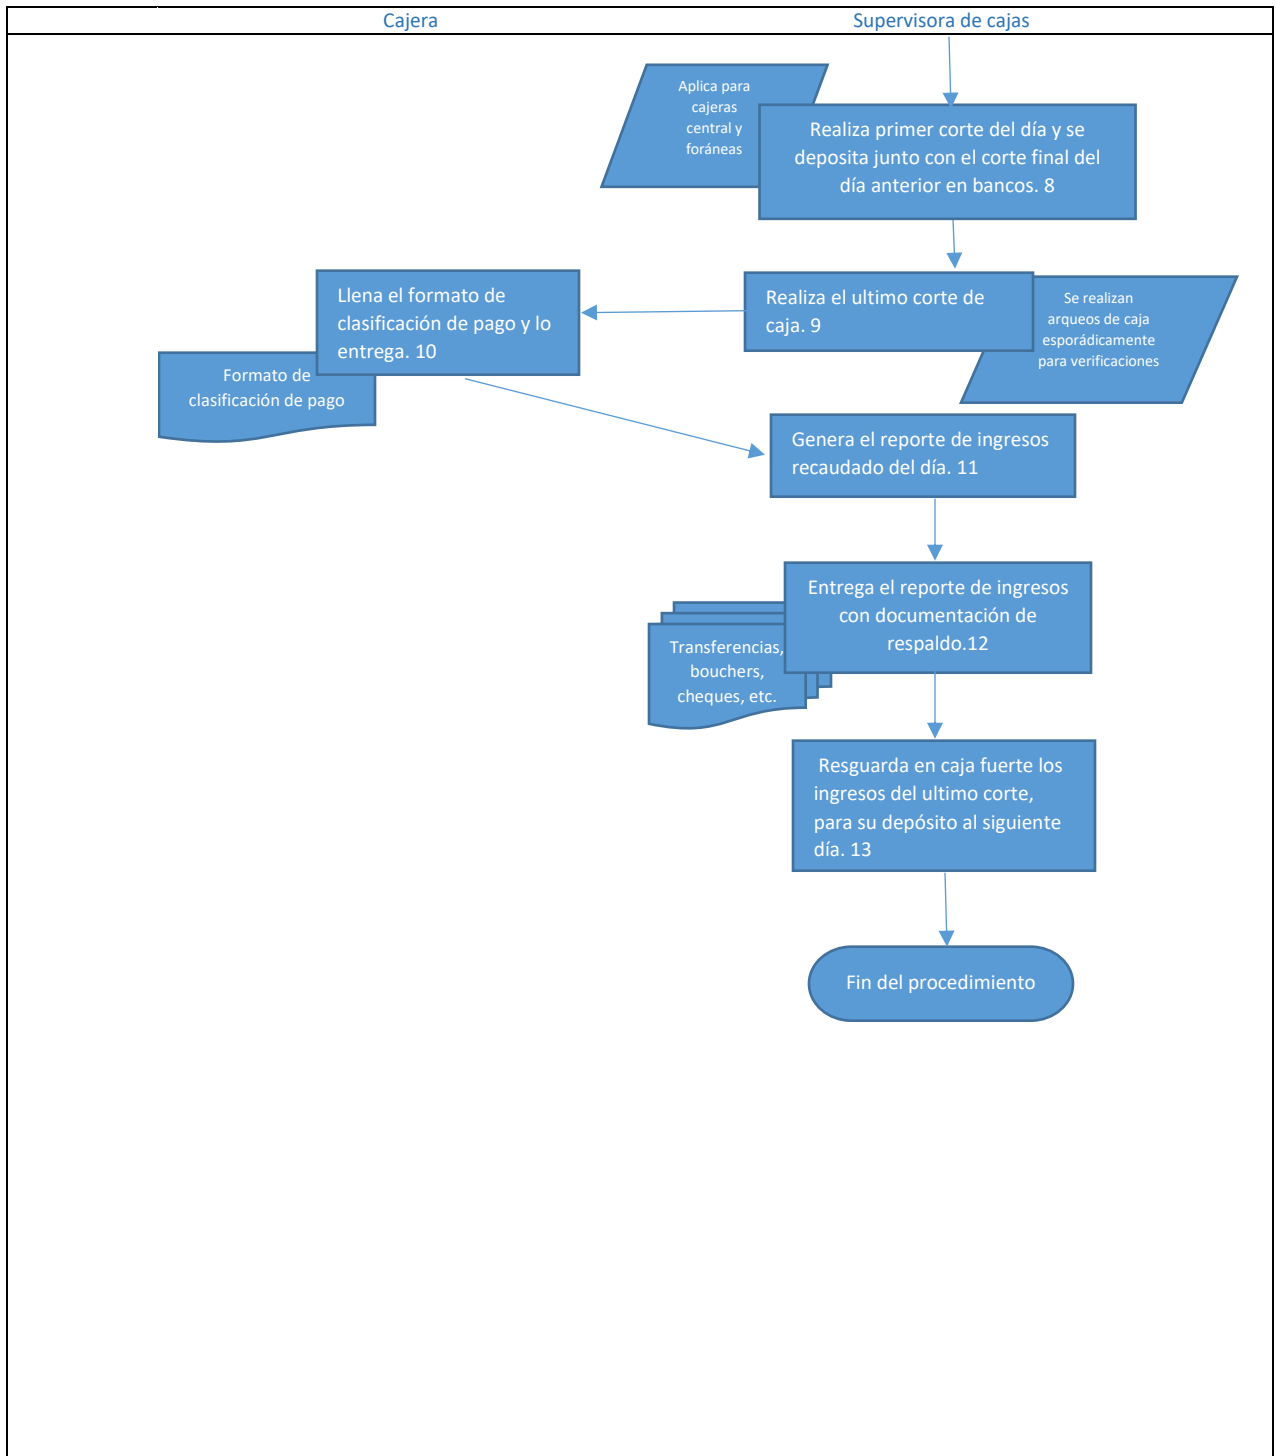 Cajera
Supervisora de cajas
Aplica para
cajeras
central y
foráneas
Realiza primer corte del día y se
deposita junto con el corte final del
día anterior en bancos. 8
Llena el formato de
clasificación de pago y lo
entrega. 10
Realiza el ultimo corte de
caja. 9
Se realizan
arqueos de caja
esporádicamente
para verificaciones
Formato de
clasificación de pago
Genera el reporte de ingresos
recaudado del día. 11
Entrega el reporte de ingresos
con documentación de
respaldo.12
Transferencias,
bouchers,
cheques, etc.
Resguarda en caja fuerte los
ingresos del ultimo corte,
para su depósito al siguiente
día. 13
Fin del procedimiento